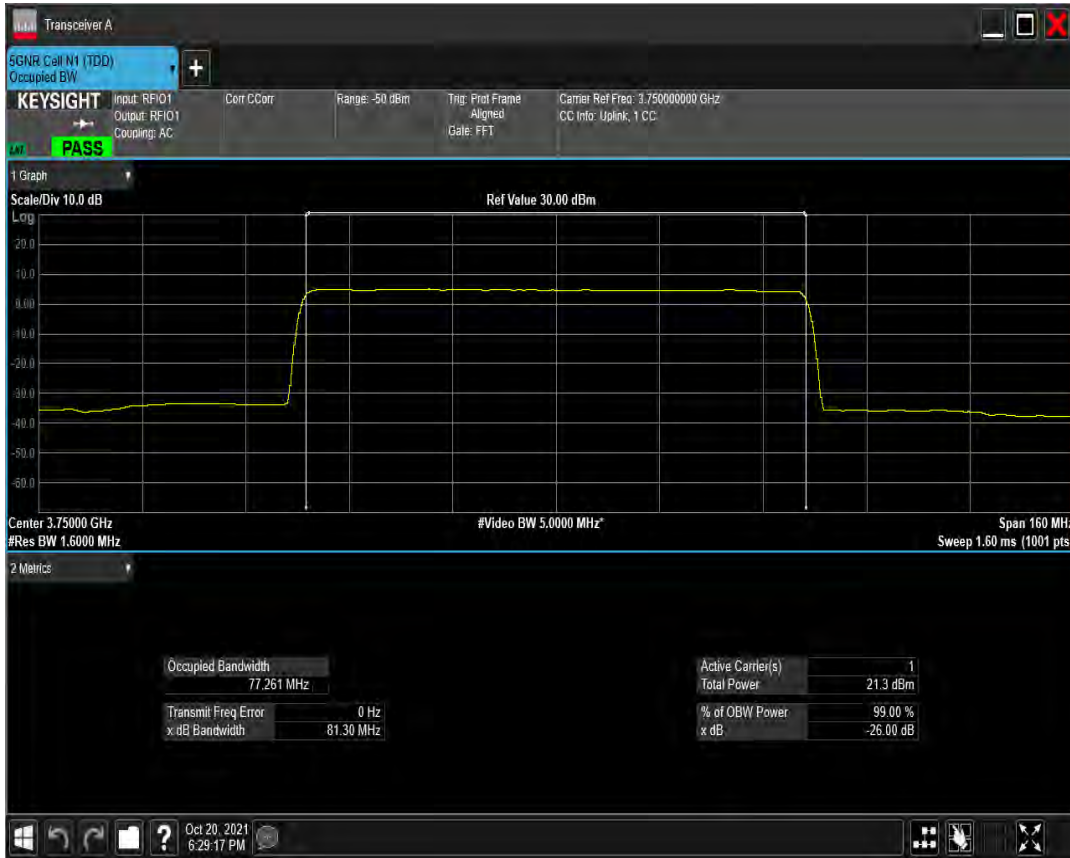 Transceiver A
5GNR Cell N1 (TDD)
Occupied BW
+
KEYSIGHT
PASS
Input: RFIO1
Output: RFIO1
Coupling: AC
Corr CCorr
Range: -50 dBm
Trig: Prot Frame
Aligned
Gate: FFT
Carrier Ref Freq: 3.750000000 GHz
CC Info: Uplink, 1 CC
1 Graph
Scale/Div 10.0 dB
Ref Value 30.00 dBm
Log
20.0
10.0
0.00
-10.0
-20.0
-30.0
-40.0
-50.0
-60.0
Center 3.75000 GHz
#Video BW 5.0000 MHz*
Span 160 MHz
#Res BW 1.6000 MHz
Sweep 1.60 ms (1001 pts
2 Metrics
Occupied Bandwidth
77.261 MHz
Transmit Freq Error 0 Hz
x dB Bandwidth 81.30 MHz
Active Carrier(s) 1
Total Power 21.3 dBm
% of OBW Power 99.00 %
x dB -26.00 dB
?
Oct 20, 2021
6:29:17 PM